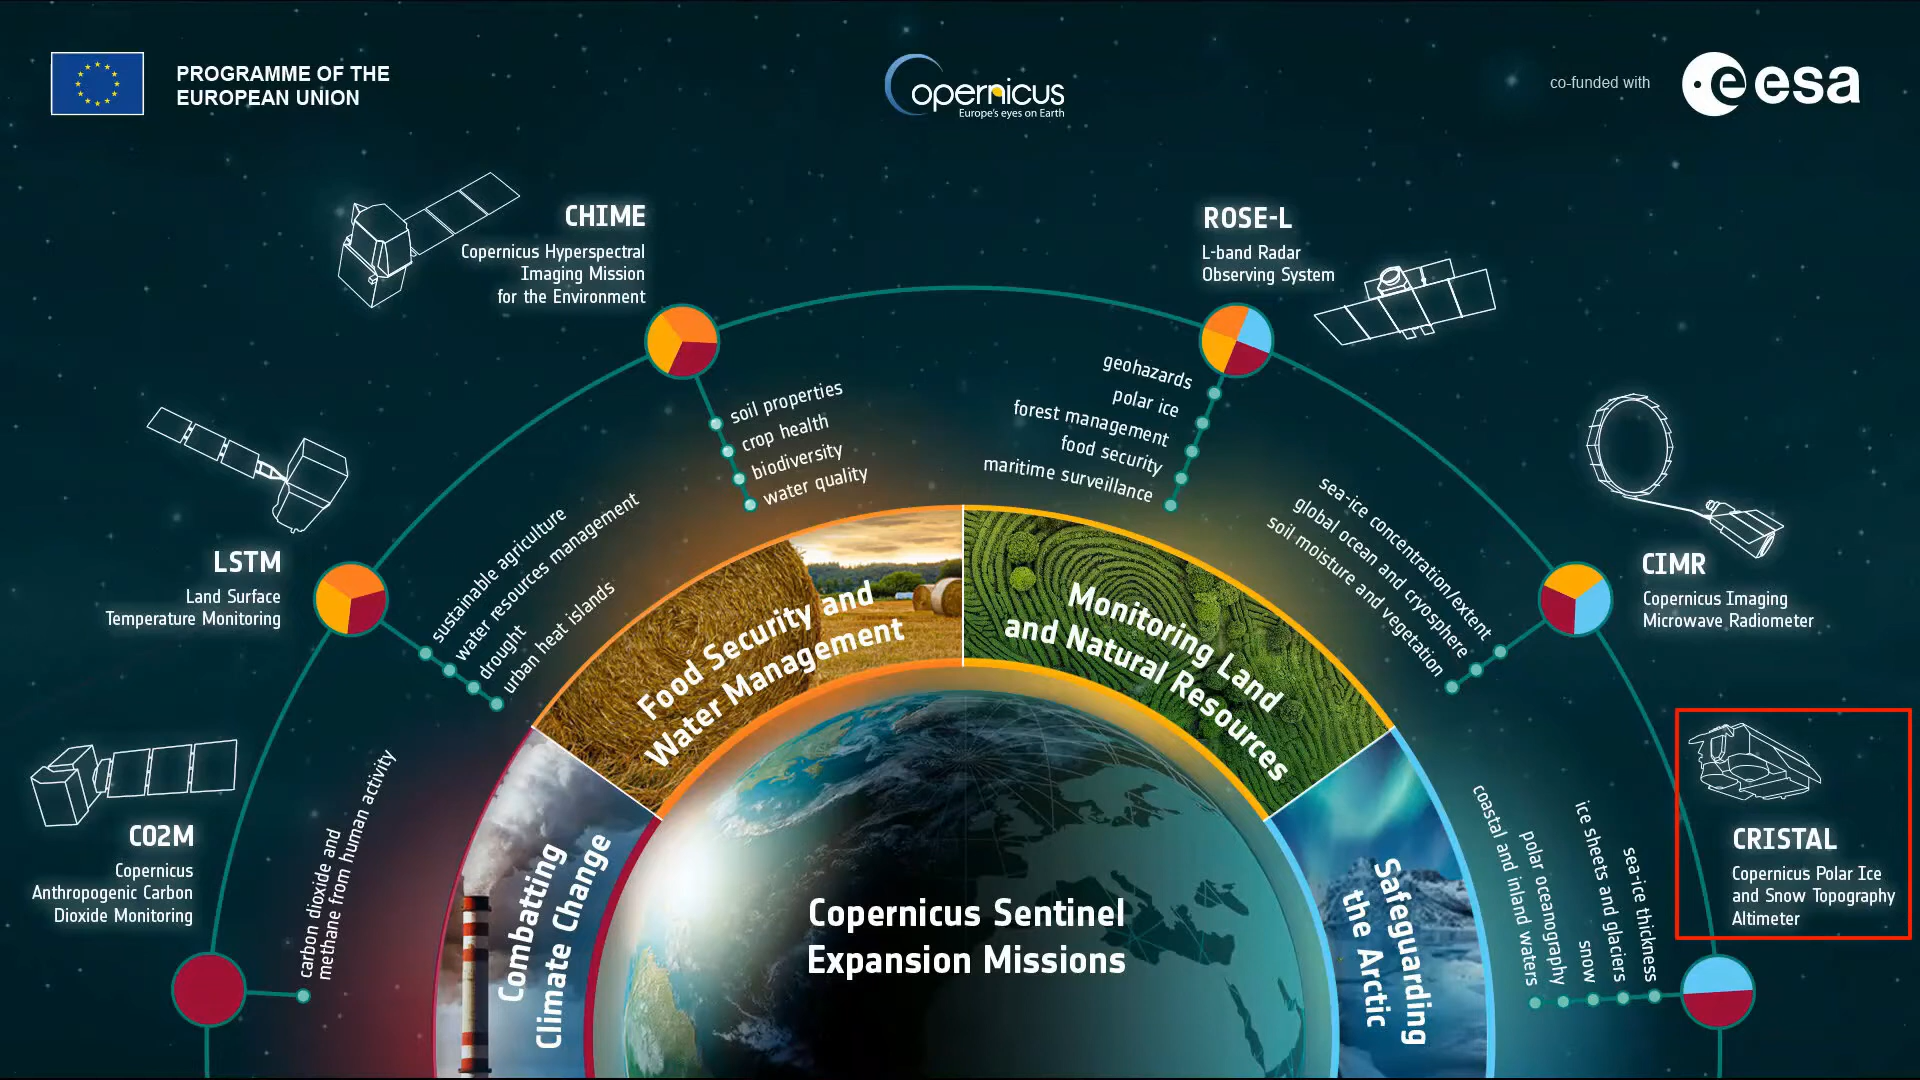 PROGRAMME OF THE
EUROPEAN UNION
opernicus
Europe's eyes on Earth
co-funded with
esa
CHIME
Copernicus Hyperspectral
Imaging Mission
for the Environment
soil properties
crop health
biodiversity
water quality
ROSE-L
L-band Radar
Observing System
geohazards
polar ice
forest management
food security
maritime surveillance
LSTM
Land Surface
Temperature Monitoring
sustainable agriculture
water resources management
drought
urban heat islands
CIMR
Copernicus Imaging
Microwave Radiometer
sea-ice concentration/extent
global ocean and cryosphere
soil moisture and vegetation
CO2M
Copernicus
Anthropogenic Carbon
Dioxide Monitoring
carbon dioxide and
methane from human activity
CRISTAL
Copernicus Polar Ice
and Snow Topography
Altimeter
coastal and inland waters
polar oceanography
snow
ice sheets and glaciers
sea-ice thickness
Combatting
Climate Change
Food Security and
Water Management
Monitoring Land
and Natural Resources
Safeguarding
the Arctic
Copernicus Sentinel
Expansion Missions